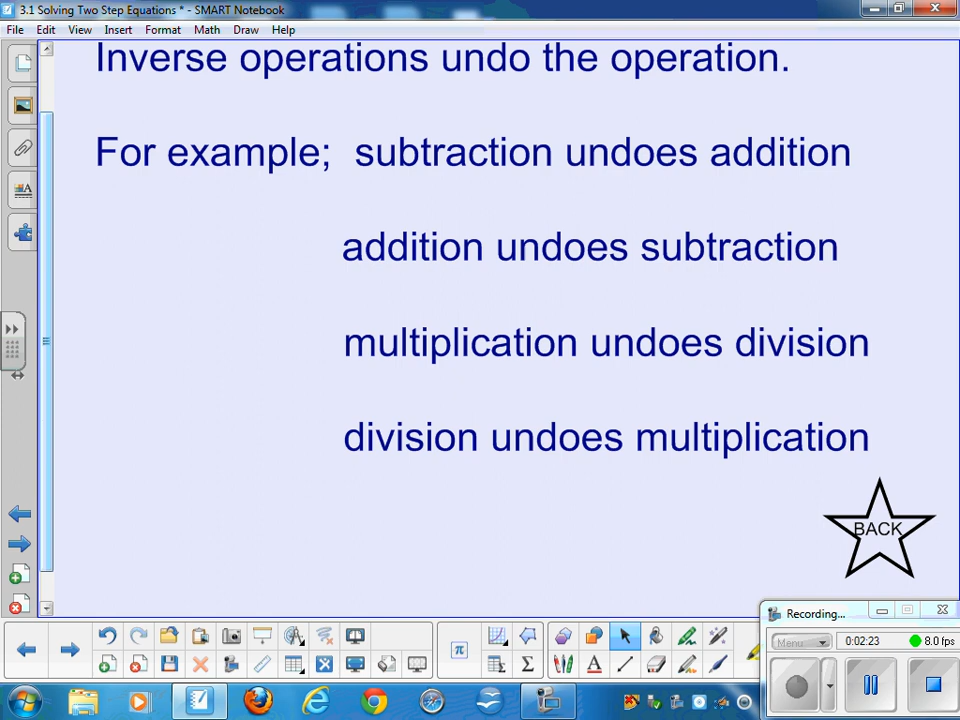 3.1 Solving Two Step Equations * - SMART Notebook
File Edit View Insert Format Math Draw Help
Inverse operations undo the operation.
For example; subtraction undoes addition
addition undoes subtraction
multiplication undoes division
division undoes multiplication
BACK
Recording...
Menu 0:02:23 8.0 fps